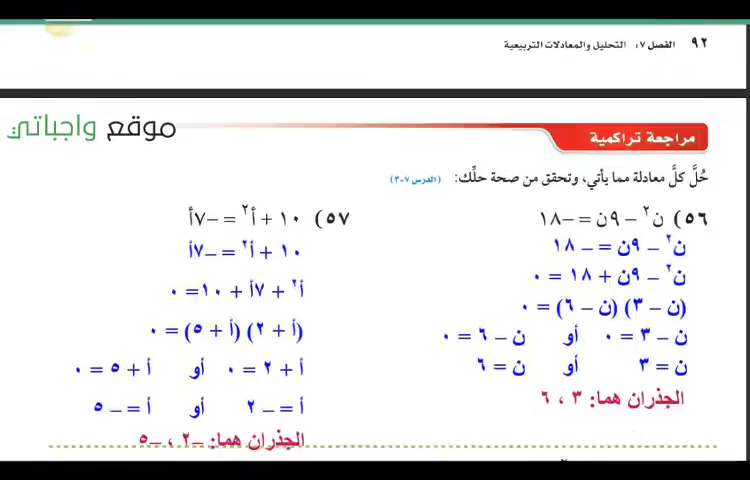 ٩٢ الفصل ٧: التحليل والمعادلات التربيعية
موقع واجباتي
مراجعة تراكمية
حُلَّ كلَّ معادلة مما يأتي، وتحقق من صحة حلِّك: (الدرس ٧-٣)
٥٦) ن٢ – ٩ن = –١٨
ن٢ – ٩ن = – ١٨
ن٢ – ٩ن + ١٨ = ٠
(ن – ٣) (ن – ٦) = ٠
ن – ٣ = ٠ أو ن – ٦ = ٠
ن = ٣ أو ن = ٦
الجذران هما: ٣ ، ٦
٥٧) ١٠ + أ٢ = –٧أ
١٠ + أ٢ = –٧أ
أ٢ + ٧أ + ١٠ = ٠
(أ + ٢) (أ + ٥) = ٠
أ + ٢ = ٠ أو أ + ٥ = ٠
أ = – ٢ أو أ = – ٥
الجذران هما: –٢ ، –٥